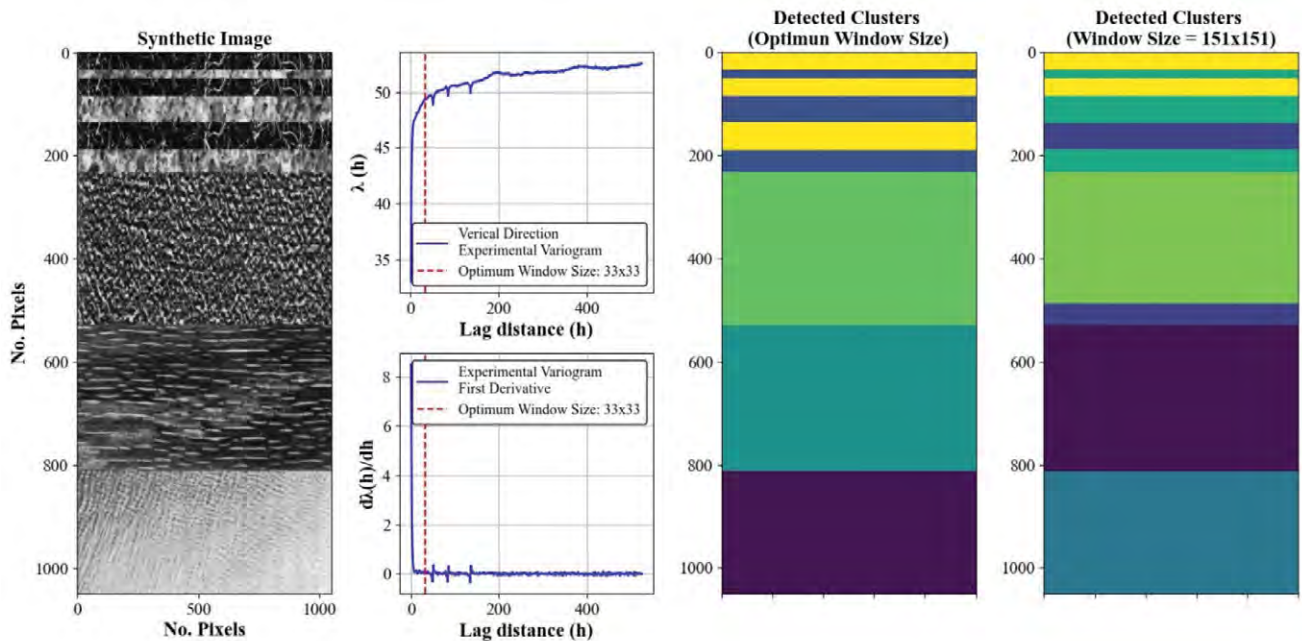 Synthetic Image
0
200
400
600
800
1000
No. Pixels
0
500
1000
No. Pixels
50
45
40
35
λ (h)
Verical Direction
Experimental Variogram
Optimum Window Size: 33x33
0
200
400
Lag distance (h)
8
6
4
2
0
dλ(h)/dh
Experimental Variogram
First Derivative
Optimum Window Size: 33x33
0
200
400
Lag distance (h)
Detected Clusters
(Optimun Window Size)
0
200
400
600
800
1000
Detected Clusters
(Window Size = 151x151)
0
200
400
600
800
1000